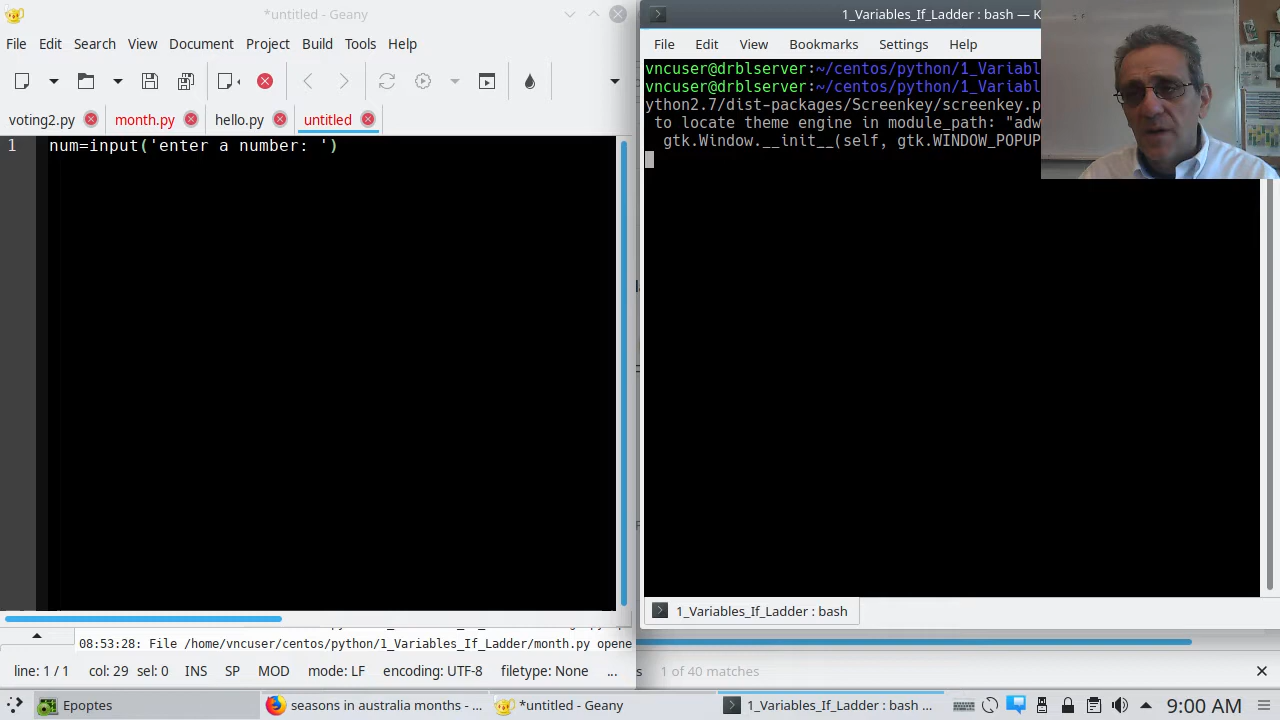 *untitled - Geany
File Edit Search View Document Project Build Tools Help
voting2.py month.py hello.py untitled
1 num=input('enter a number: ')
08:53:28: File /home/vncuser/centos/python/1_Variables_If_Ladder/month.py opene
line: 1 / 1 col: 29 sel: 0 INS SP MOD mode: LF encoding: UTF-8 filetype: None ...
1_Variables_If_Ladder : bash — K
File Edit View Bookmarks Settings Help
vncuser@drblserver:~/centos/python/1_Variabl
vncuser@drblserver:~/centos/python/1_Variabl
ython2.7/dist-packages/Screenkey/screenkey.p
to locate theme engine in module_path: "adw
gtk.Window.__init__(self, gtk.WINDOW_POPUP
1_Variables_If_Ladder : bash
s 1 of 40 matches
Epoptes seasons in australia months - ... *untitled - Geany 1_Variables_If_Ladder : bash ... 9:00 AM